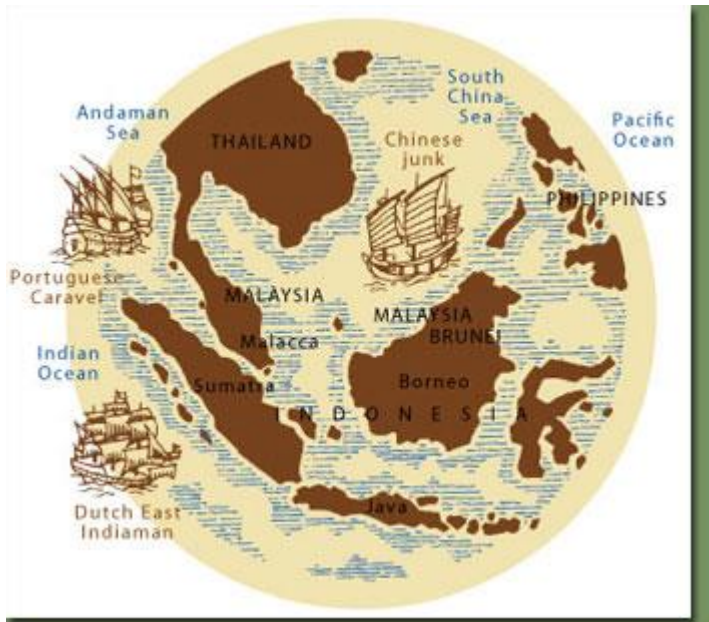 South
China
Sea
Andaman
Sea
Pacific
Ocean
THAILAND
Chinese
junk
PHILIPPINES
Portuguese
Caravel
MALAYSIA
MALAYSIA
BRUNEI
Malacca
Indian
Ocean
Sumatra
Borneo
INDONESIA
Java
Dutch East
Indiaman